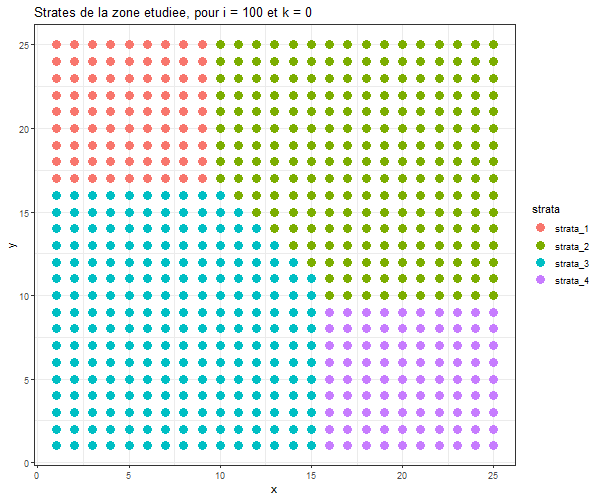 Strates de la zone etudiee, pour i = 100 et k = 0
25
20
15
10
5
0
y
0 5 10 15 20 25
x
strata
strata_1
strata_2
strata_3
strata_4